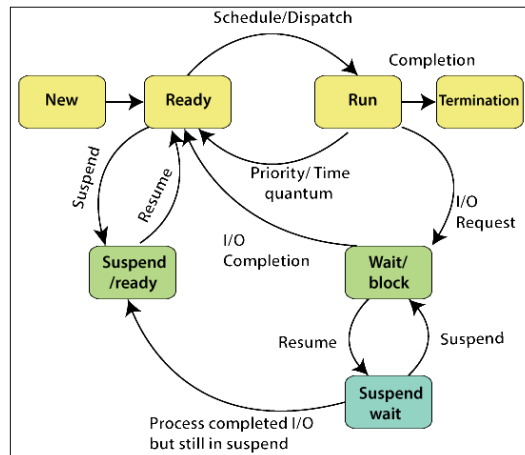 Schedule/Dispatch
Completion
New
Ready
Run
Termination
Suspend
Resume
Priority/ Time
quantum
I/O
Request
I/O
Completion
Suspend
/ready
Wait/
block
Resume
Suspend
Suspend
wait
Process completed I/O
but still in suspend